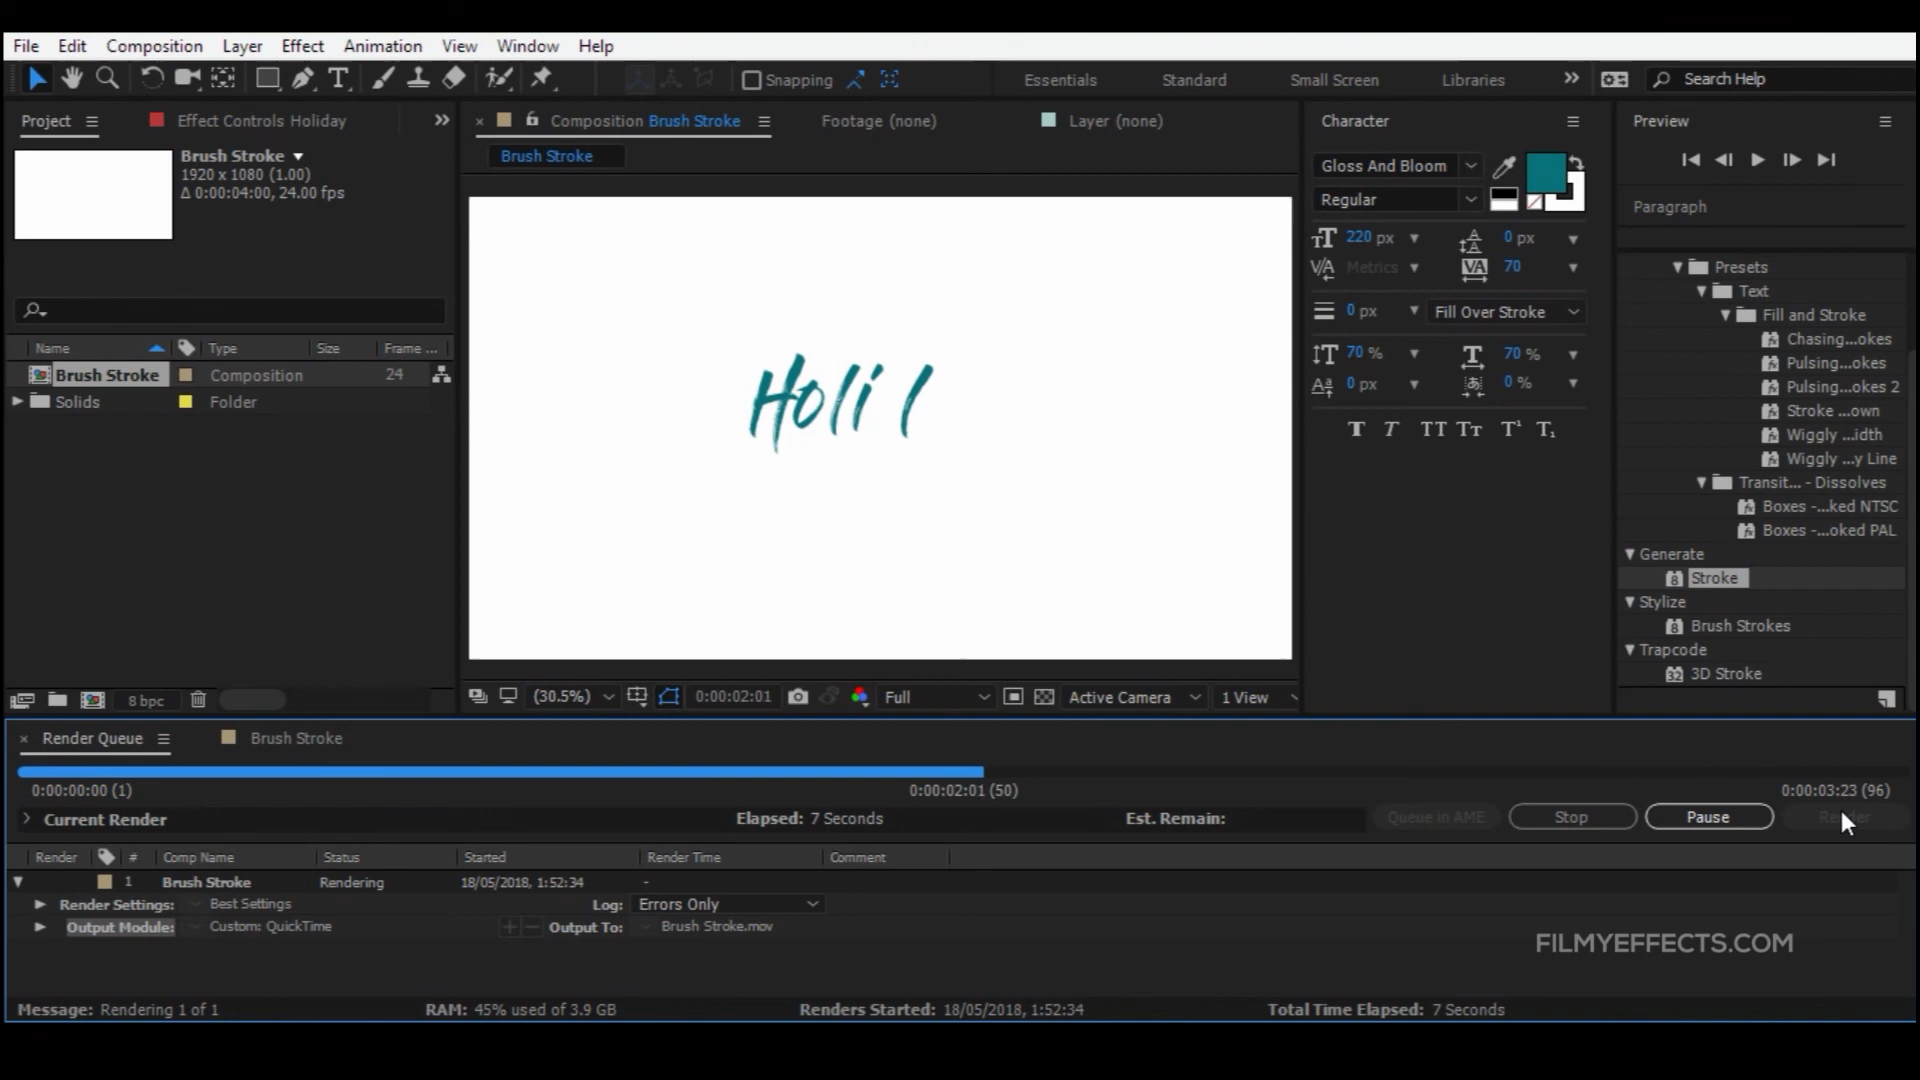 File Edit Composition Layer Effect Animation View Window Help
Snapping Essentials Standard Small Screen Libraries Search Help
Project Effect Controls Holiday
Brush Stroke
1920 x 1080 (1.00)
Δ 0:00:04:00, 24.00 fps
Name Type Size Frame ...
Brush Stroke Composition 24
Solids Folder
8 bpc
Composition Brush Stroke Footage (none) Layer (none)
Brush Stroke
Holi
(30.5%) 0:00:02:01 Full Active Camera 1 View
Character
Gloss And Bloom
Regular
220 px 0 px
Metrics 70
0 px Fill Over Stroke
70 % 70 %
0 px 0 %
Preview
Paragraph
Presets
Text
Fill and Stroke
Chasing...okes
Pulsing...okes
Pulsing...okes 2
Stroke ...own
Wiggly ...idth
Wiggly ...y Line
Transit... - Dissolves
Boxes -...ked NTSC
Boxes -...oked PAL
Generate
Stroke
Stylize
Brush Strokes
Trapcode
3D Stroke
Render Queue Brush Stroke
0:00:00:00 (1) 0:00:02:01 (50) 0:00:03:23 (96)
Current Render Elapsed: 7 Seconds Est. Remain: Queue in AME Stop Pause Render
Render # Comp Name Status Started Render Time Comment
1 Brush Stroke Rendering 18/05/2018, 1:52:34 -
Render Settings: Best Settings Log: Errors Only
Output Module: Custom: QuickTime Output To: Brush Stroke.mov
FILMYEFFECTS.COM
Message: Rendering 1 of 1 RAM: 45% used of 3.9 GB Renders Started: 18/05/2018, 1:52:34 Total Time Elapsed: 7 Seconds